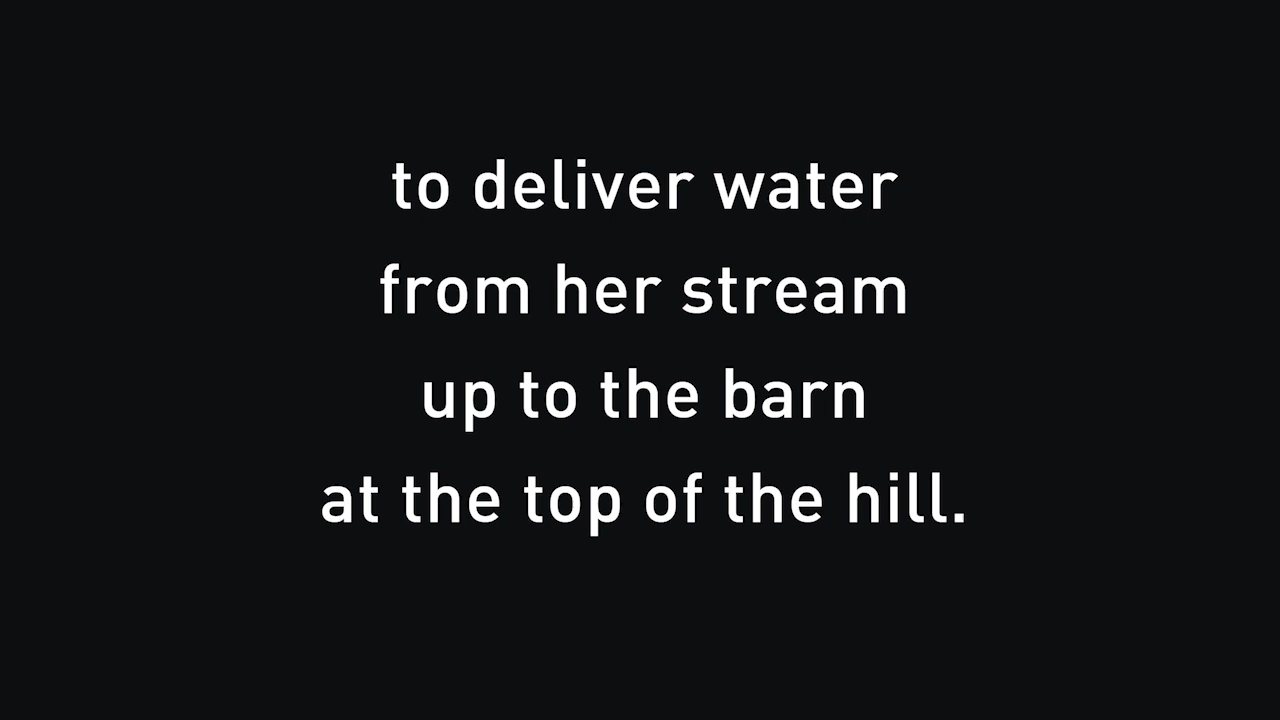 to deliver water
from her stream
up to the barn
at the top of the hill.